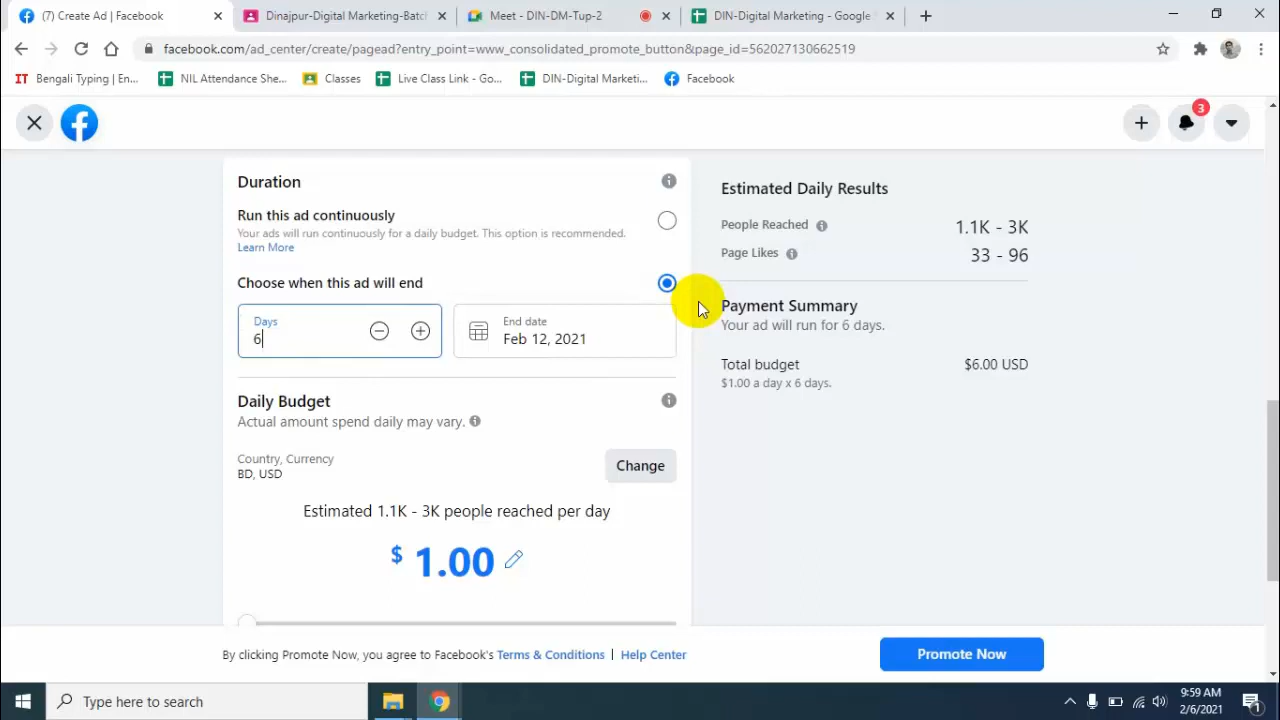 (7) Create Ad | Facebook
Dinajpur-Digital Marketing-Batch
Meet - DIN-DM-Tup-2
DIN-Digital Marketing - Google
facebook.com/ad_center/create/pagead?entry_point=www_consolidated_promote_button&page_id=562027130662519
IT Bengali Typing | En...
NIL Attendance She...
Classes
Live Class Link - Go...
DIN-Digital Marketi...
Facebook
3
Duration
Run this ad continuously
Your ads will run continuously for a daily budget. This option is recommended.
Learn More
Choose when this ad will end
Days
6
End date
Feb 12, 2021
Daily Budget
Actual amount spend daily may vary.
Country, Currency
BD, USD
Change
Estimated 1.1K - 3K people reached per day
$ 1.00
Estimated Daily Results
People Reached 1.1K - 3K
Page Likes 33 - 96
Payment Summary
Your ad will run for 6 days.
Total budget $6.00 USD
$1.00 a day x 6 days.
By clicking Promote Now, you agree to Facebook's Terms & Conditions | Help Center
Promote Now
Type here to search
9:59 AM
2/6/2021
1